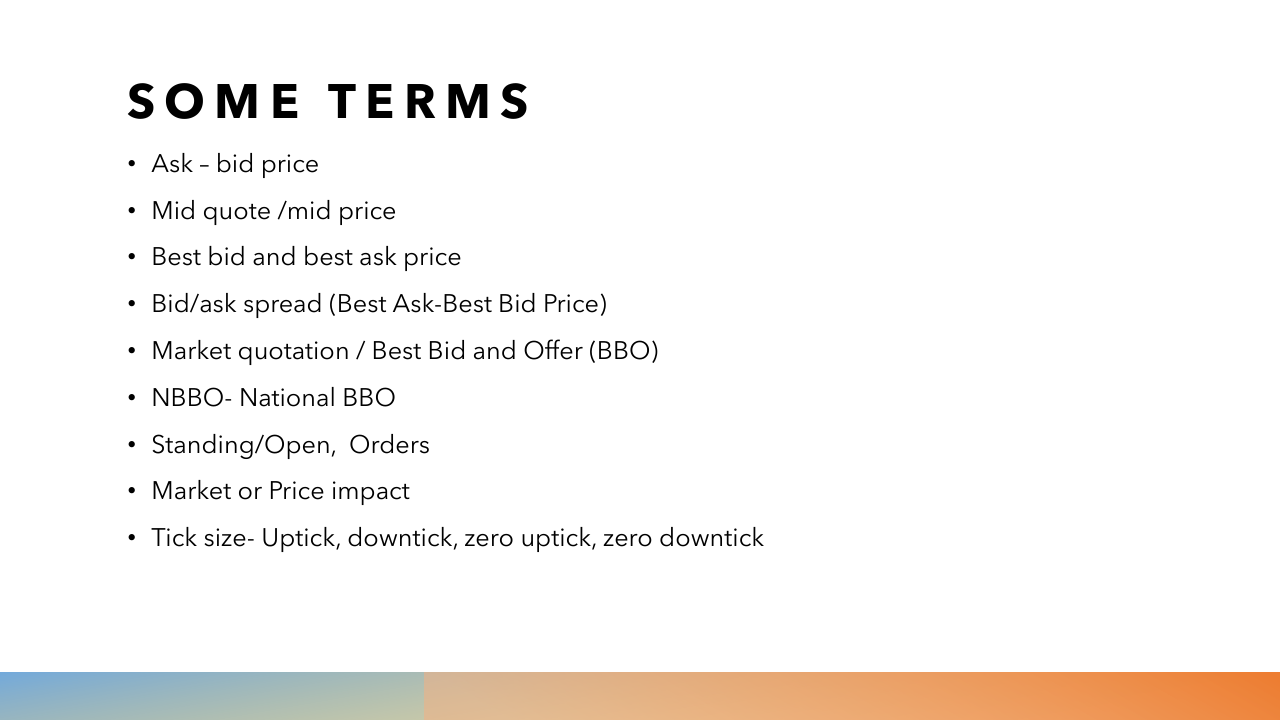 SOME TERMS
• Ask – bid price
• Mid quote /mid price
• Best bid and best ask price
• Bid/ask spread (Best Ask-Best Bid Price)
• Market quotation / Best Bid and Offer (BBO)
• NBBO- National BBO
• Standing/Open,  Orders
• Market or Price impact
• Tick size- Uptick, downtick, zero uptick, zero downtick